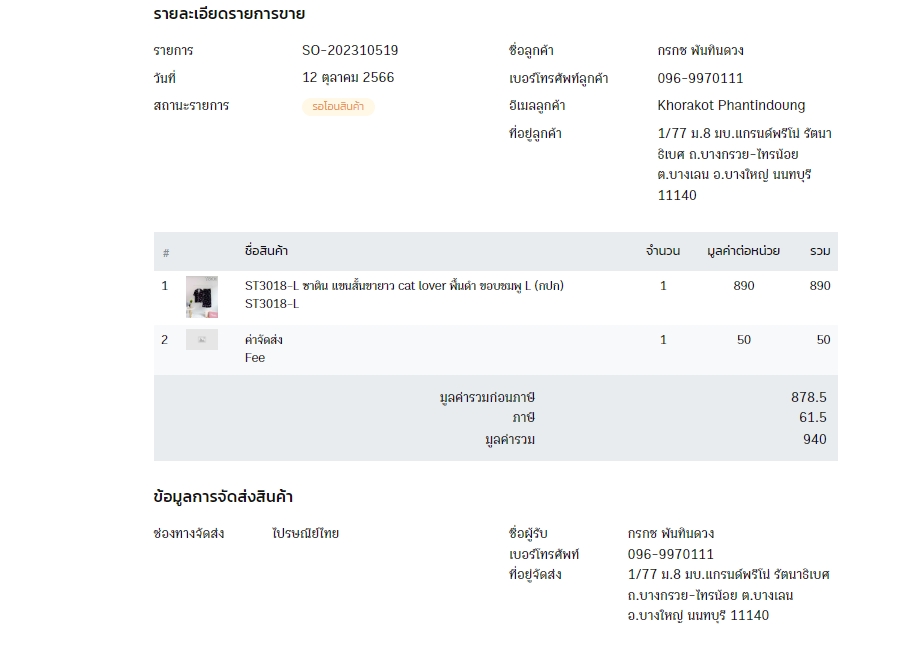 รายละเอียดรายการขาย
รายการ SO-202310519
วันที่ 12 ตุลาคม 2566
สถานะรายการ รอโอนสินค้า
ชื่อลูกค้า กรกช พันทินดวง
เบอร์โทรศัพท์ลูกค้า 096-9970111
อีเมลลูกค้า Khorakot Phantindoung
ที่อยู่ลูกค้า 1/77 ม.8 มบ.แกรนด์พรีโน่ รัตนา
ธิเบศ ถ.บางกรวย-ไทรน้อย
ต.บางเลน อ.บางใหญ่ นนทบุรี
11140
# ชื่อสินค้า จำนวน มูลค่าต่อหน่วย รวม
1 ST3018-L ซาติน แขนสั้นขายาว cat lover พื้นดำ ขอบชมพู L (กปก) 1 890 890
ST3018-L
2 ค่าจัดส่ง 1 50 50
Fee
มูลค่ารวมก่อนภาษี 878.5
ภาษี 61.5
มูลค่ารวม 940
ข้อมูลการจัดส่งสินค้า
ช่องทางจัดส่ง ไปรษณีย์ไทย
ชื่อผู้รับ กรกช พันทินดวง
เบอร์โทรศัพท์ 096-9970111
ที่อยู่จัดส่ง 1/77 ม.8 มบ.แกรนด์พรีโน่ รัตนาธิเบศ
ถ.บางกรวย-ไทรน้อย ต.บางเลน
อ.บางใหญ่ นนทบุรี 11140